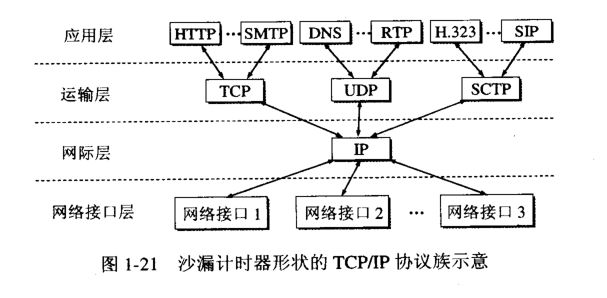 应用层 HTTP … SMTP DNS … RTP H.323 … SIP
运输层 TCP UDP SCTP
网际层 IP
网络接口层 网络接口 1 网络接口 2 … 网络接口 3
图 1-21 沙漏计时器形状的 TCP/IP 协议族示意